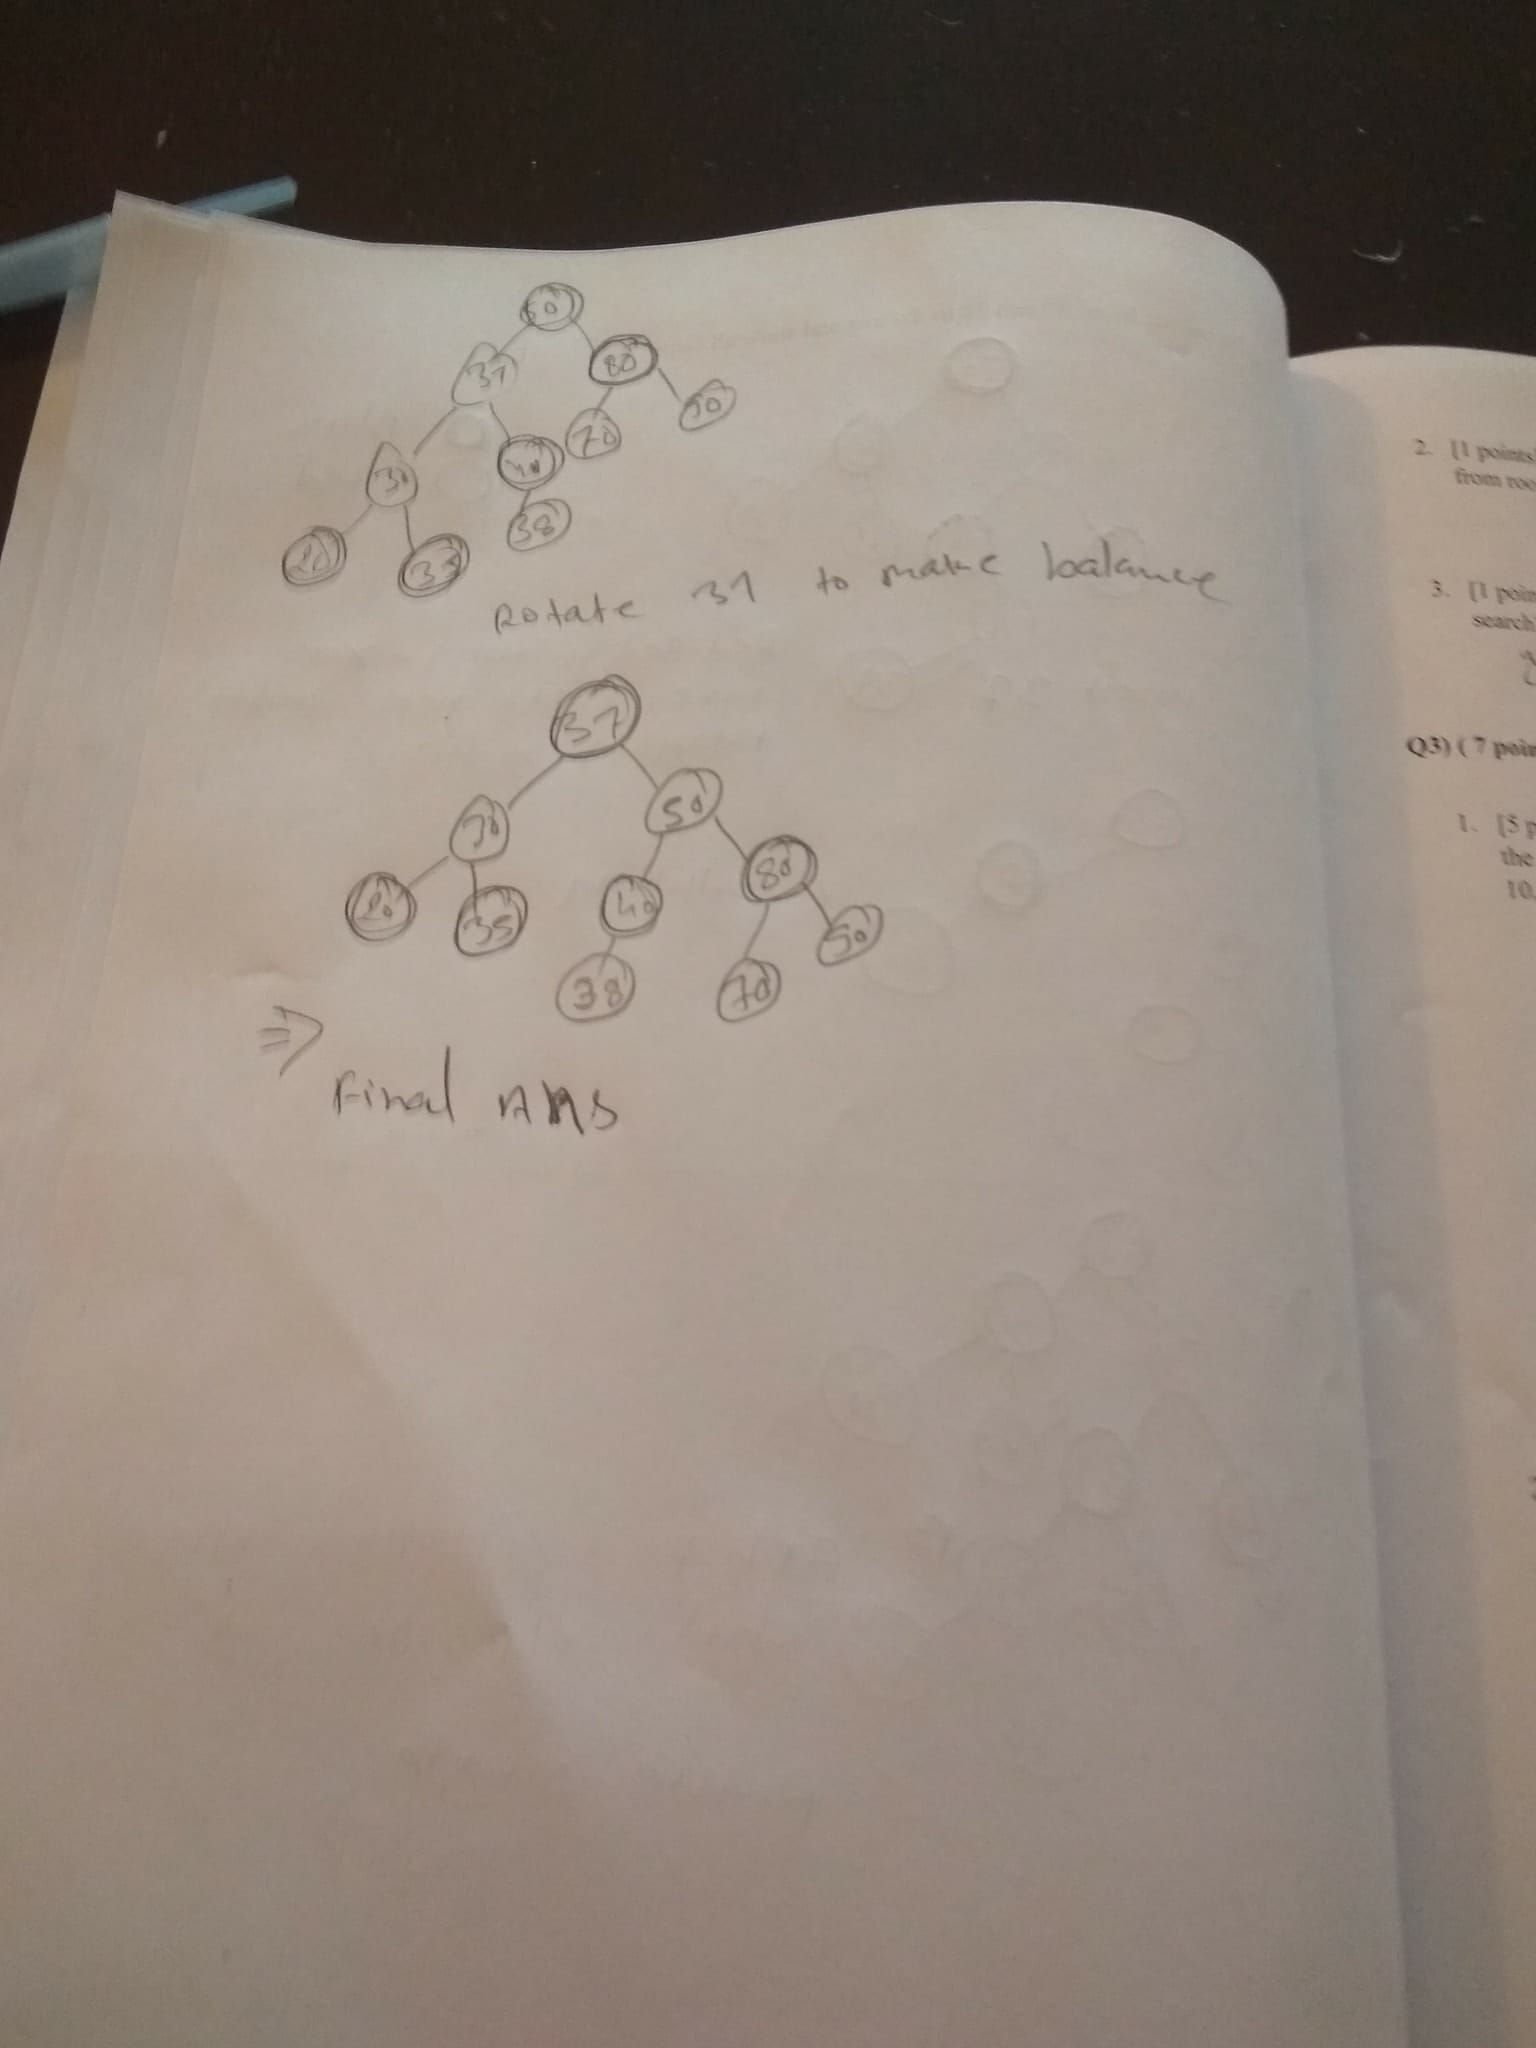 50
37 80
30 40 70 50
20 35 38
Rotate 37 to make balance
37
30 50
20 35 40 80
38 70 50
⇒
Final Ans
2. [1 points
from roo
3. [1 poin
search
Q3) ( 7 poin
1. [5 p
the
10,